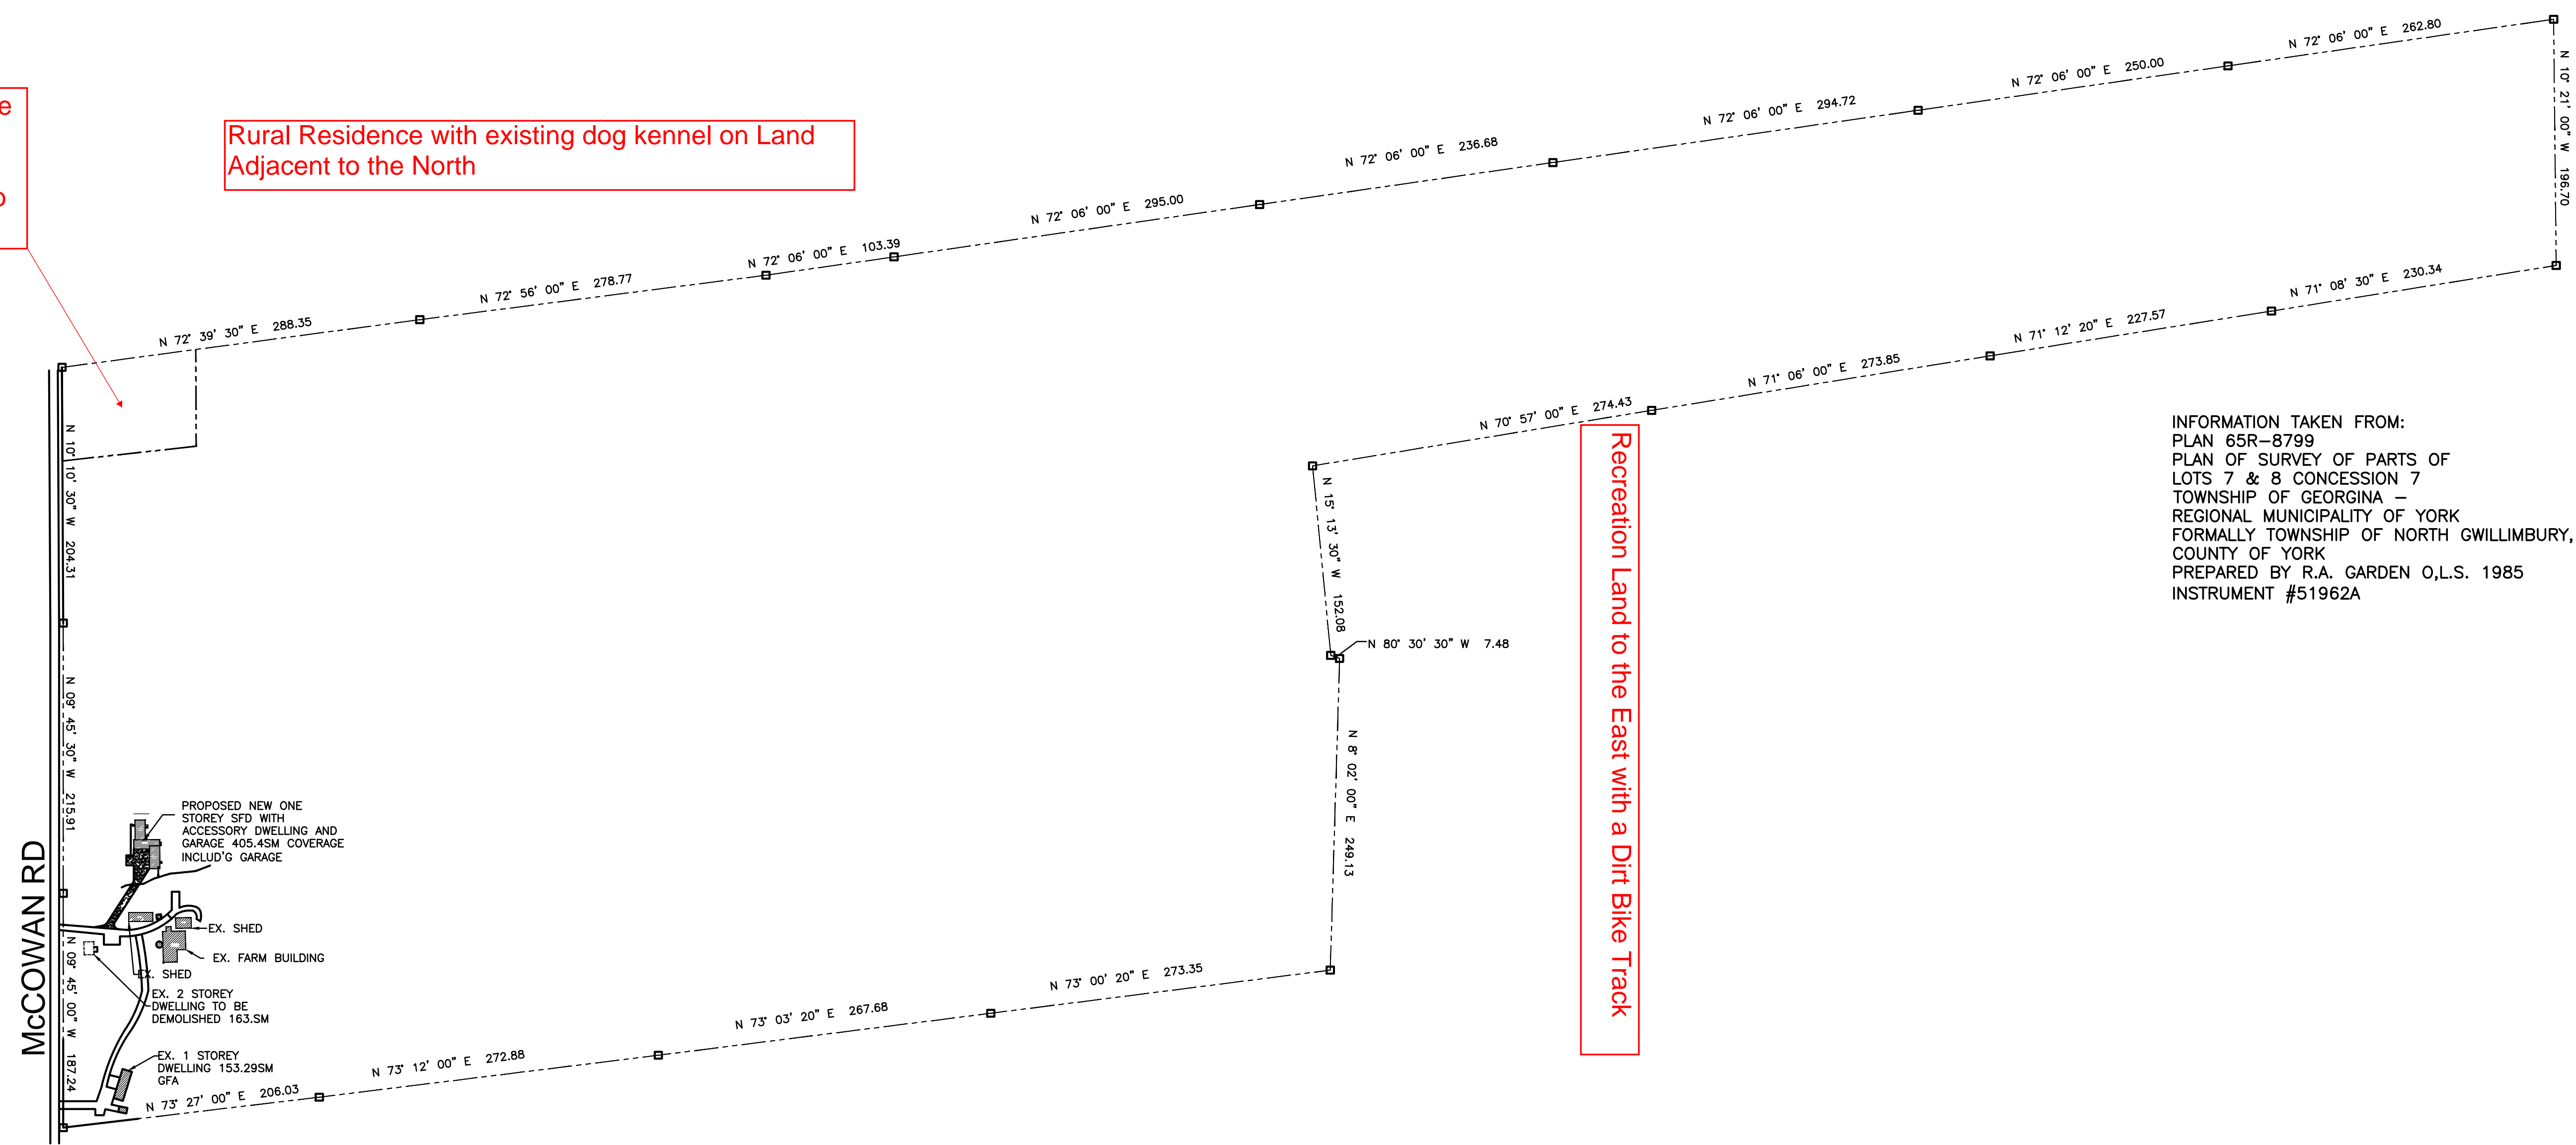 e
o
Rural Residence with existing dog kennel on Land
Adjacent to the North
N 72° 39' 30" E 288.35
N 72° 56' 00" E 278.77
N 72° 06' 00" E 103.39
N 72° 06' 00" E 295.00
N 72° 06' 00" E 236.68
N 72° 06' 00" E 294.72
N 72° 06' 00" E 250.00
N 72° 06' 00" E 262.80
N 10° 21' 00" W 196.70
N 71° 08' 30" E 230.34
N 71° 12' 20" E 227.57
N 71° 06' 00" E 273.85
N 70° 57' 00" E 274.43
N 15° 13' 30" W 152.08
N 80° 30' 30" W 7.48
N 8° 02' 00" E 249.13
Recreation Land to the East with a Dirt Bike Track
INFORMATION TAKEN FROM:
PLAN 65R-8799
PLAN OF SURVEY OF PARTS OF
LOTS 7 & 8 CONCESSION 7
TOWNSHIP OF GEORGINA -
REGIONAL MUNICIPALITY OF YORK
FORMALLY TOWNSHIP OF NORTH GWILLIMBURY,
COUNTY OF YORK
PREPARED BY R.A. GARDEN O,L.S. 1985
INSTRUMENT #51962A
N 10° 10' 30" W 204.31
N 09° 45' 30" W 215.91
N 09° 45' 00" W 187.24
McCOWAN RD
PROPOSED NEW ONE
STOREY SFD WITH
ACCESSORY DWELLING AND
GARAGE 405.4SM COVERAGE
INCLUD'G GARAGE
EX. SHED
EX. FARM BUILDING
EX. SHED
EX. 2 STOREY
DWELLING TO BE
DEMOLISHED 163.SM
EX. 1 STOREY
DWELLING 153.29SM
GFA
N 73° 27' 00" E 206.03
N 73° 12' 00" E 272.88
N 73° 03' 20" E 267.68
N 73° 00' 20" E 273.35